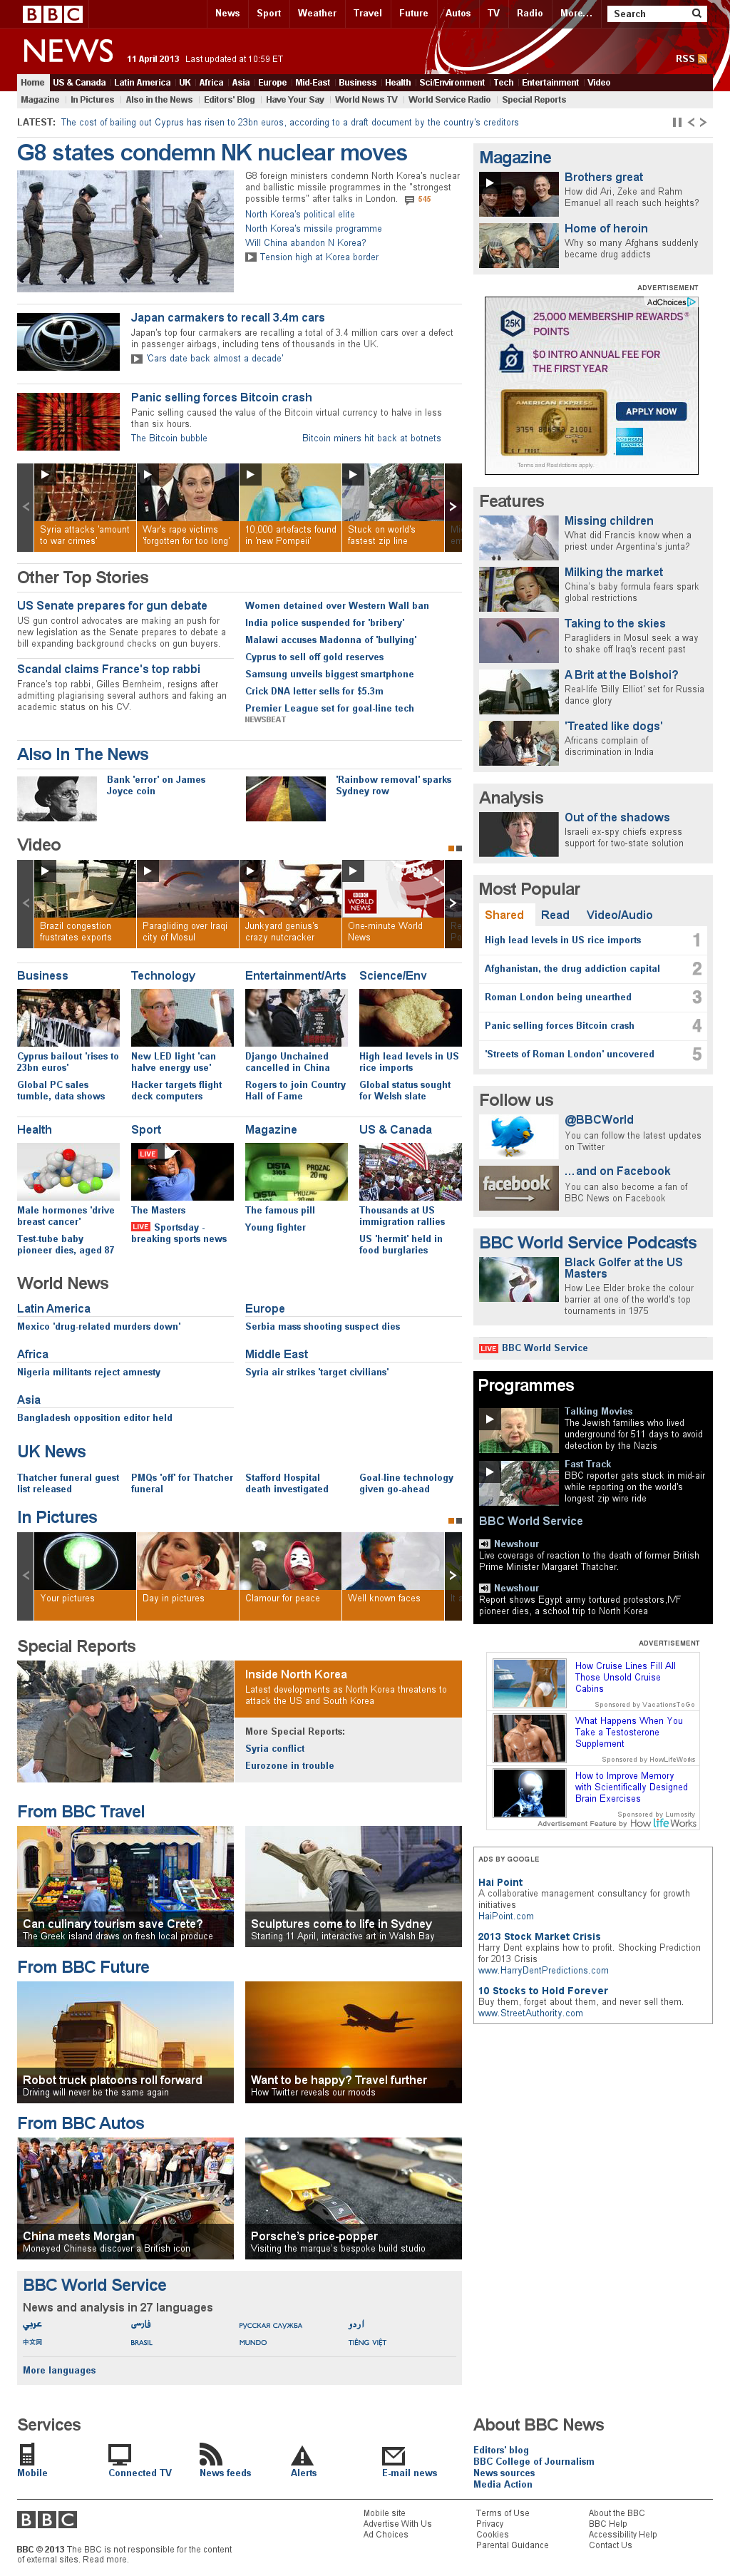 BBC
News Sport Weather Travel Future Autos TV Radio More... Search
NEWS 11 April 2013 Last updated at 10:59 ET RSS
Home US & Canada Latin America UK Africa Asia Europe Mid-East Business Health Sci/Environment Tech Entertainment Video
Magazine In Pictures Also in the News Editors' Blog Have Your Say World News TV World Service Radio Special Reports
LATEST: The cost of bailing out Cyprus has risen to 23bn euros, according to a draft document by the country's creditors
G8 states condemn NK nuclear moves
G8 foreign ministers condemn North Korea's nuclear
and ballistic missile programmes in the "strongest
possible terms" after talks in London. 545
North Korea's political elite
North Korea's missile programme
Will China abandon N Korea?
Tension high at Korea border
Japan carmakers to recall 3.4m cars
Japan's top four carmakers are recalling a total of 3.4 million cars over a defect
in passenger airbags, including tens of thousands in the UK.
'Cars date back almost a decade'
Panic selling forces Bitcoin crash
Panic selling caused the value of the Bitcoin virtual currency to halve in less
than six hours.
The Bitcoin bubble Bitcoin miners hit back at botnets
Syria attacks 'amount
to war crimes'
War's rape victims
'forgotten for too long'
10,000 artefacts found
in 'new Pompeii'
Stuck on world's
fastest zip line
Other Top Stories
US Senate prepares for gun debate
US gun control advocates are making an push for
new legislation as the Senate prepares to debate a
bill expanding background checks on gun buyers.
Scandal claims France's top rabbi
France's top rabbi, Gilles Bernheim, resigns after
admitting plagiarising several authors and faking an
academic status on his CV.
Women detained over Western Wall ban
India police suspended for 'bribery'
Malawi accuses Madonna of 'bullying'
Cyprus to sell off gold reserves
Samsung unveils biggest smartphone
Crick DNA letter sells for $5.3m
Premier League set for goal-line tech
NEWSBEAT
Also In The News
Bank 'error' on James
Joyce coin
'Rainbow removal' sparks
Sydney row
Video
Brazil congestion
frustrates exports
Paragliding over Iraqi
city of Mosul
Junkyard genius's
crazy nutcracker
BBC
WORLD
NEWS
One-minute World
News
Business
Cyprus bailout 'rises to
23bn euros'
Global PC sales
tumble, data shows
Technology
New LED light 'can
halve energy use'
Hacker targets flight
deck computers
Entertainment/Arts
Django Unchained
cancelled in China
Rogers to join Country
Hall of Fame
Science/Env
High lead levels in US
rice imports
Global status sought
for Welsh slate
Health
Male hormones 'drive
breast cancer'
Test-tube baby
pioneer dies, aged 87
Sport
LIVE
The Masters
LIVE Sportsday -
breaking sports news
Magazine
DISTA
PROZAC
20 mg
The famous pill
Young fighter
US & Canada
Thousands at US
immigration rallies
US 'hermit' held in
food burglaries
World News
Latin America
Mexico 'drug-related murders down'
Europe
Serbia mass shooting suspect dies
Africa
Nigeria militants reject amnesty
Middle East
Syria air strikes 'target civilians'
Asia
Bangladesh opposition editor held
UK News
Thatcher funeral guest
list released
PMQs 'off' for Thatcher
funeral
Stafford Hospital
death investigated
Goal-line technology
given go-ahead
In Pictures
Your pictures
Day in pictures
Clamour for peace
Well known faces
Special Reports
Inside North Korea
Latest developments as North Korea threatens to
attack the US and South Korea
More Special Reports:
Syria conflict
Eurozone in trouble
From BBC Travel
Can culinary tourism save Crete?
The Greek island draws on fresh local produce
Sculptures come to life in Sydney
Starting 11 April, interactive art in Walsh Bay
From BBC Future
Robot truck platoons roll forward
Driving will never be the same again
Want to be happy? Travel further
How Twitter reveals our moods
From BBC Autos
China meets Morgan
Moneyed Chinese discover a British icon
Porsche's price-popper
Visiting the marque's bespoke build studio
BBC World Service
News and analysis in 27 languages
عربي فارسی РУССКАЯ СЛУЖБА اردو
中文网 BRASIL MUNDO TIẾNG VIỆT
More languages
Magazine
Brothers great
How did Ari, Zeke and Rahm
Emanuel all reach such heights?
Home of heroin
Why so many Afghans suddenly
became drug addicts
ADVERTISEMENT
AdChoices
25K
25,000 MEMBERSHIP REWARDS®
POINTS
$0 INTRO ANNUAL FEE FOR
THE FIRST YEAR
AMERICAN EXPRESS
C F FROST
APPLY NOW
Terms and Restrictions apply
Features
Missing children
What did Francis know when a
priest under Argentina's junta?
Milking the market
China's baby formula fears spark
global restrictions
Taking to the skies
Paragliders in Mosul seek a way
to shake off Iraq's recent past
A Brit at the Bolshoi?
Real-life 'Billy Elliot' set for Russia
dance glory
'Treated like dogs'
Africans complain of
discrimination in India
Analysis
Out of the shadows
Israeli ex-spy chiefs express
support for two-state solution
Most Popular
Shared Read Video/Audio
High lead levels in US rice imports 1
Afghanistan, the drug addiction capital 2
Roman London being unearthed 3
Panic selling forces Bitcoin crash 4
'Streets of Roman London' uncovered 5
Follow us
@BBCWorld
You can follow the latest updates
on Twitter
facebook
...and on Facebook
You can also become a fan of
BBC News on Facebook
BBC World Service Podcasts
Black Golfer at the US
Masters
How Lee Elder broke the colour
barrier at one of the world's top
tournaments in 1975
LIVE BBC World Service
Programmes
Talking Movies
The Jewish families who lived
underground for 511 days to avoid
detection by the Nazis
Fast Track
BBC reporter gets stuck in mid-air
while reporting on the world's
longest zip wire ride
BBC World Service
Newshour
Live coverage of reaction to the death of former British
Prime Minister Margaret Thatcher.
Newshour
Report shows Egypt army tortured protestors,IVF
pioneer dies, a school trip to North Korea
ADVERTISEMENT
How Cruise Lines Fill All
Those Unsold Cruise
Cabins
Sponsored by VacationsToGo
What Happens When You
Take a Testosterone
Supplement
Sponsored by HowLifeWorks
How to Improve Memory
with Scientifically Designed
Brain Exercises
Sponsored by Lumosity
Advertisement Feature by How life Works
ADS BY GOOGLE
Hai Point
A collaborative management consultancy for growth
initiatives
HaiPoint.com
2013 Stock Market Crisis
Harry Dent explains how to profit. Shocking Prediction
for 2013 Crisis
www.HarryDentPredictions.com
10 Stocks to Hold Forever
Buy them, forget about them, and never sell them.
www.StreetAuthority.com
Services
Mobile Connected TV News feeds Alerts E-mail news
About BBC News
Editors' blog
BBC College of Journalism
News sources
Media Action
BBC
Mobile site
Advertise With Us
Ad Choices
Terms of Use
Privacy
Cookies
Parental Guidance
About the BBC
BBC Help
Accessibility Help
Contact Us
BBC © 2013 The BBC is not responsible for the content
of external sites. Read more.